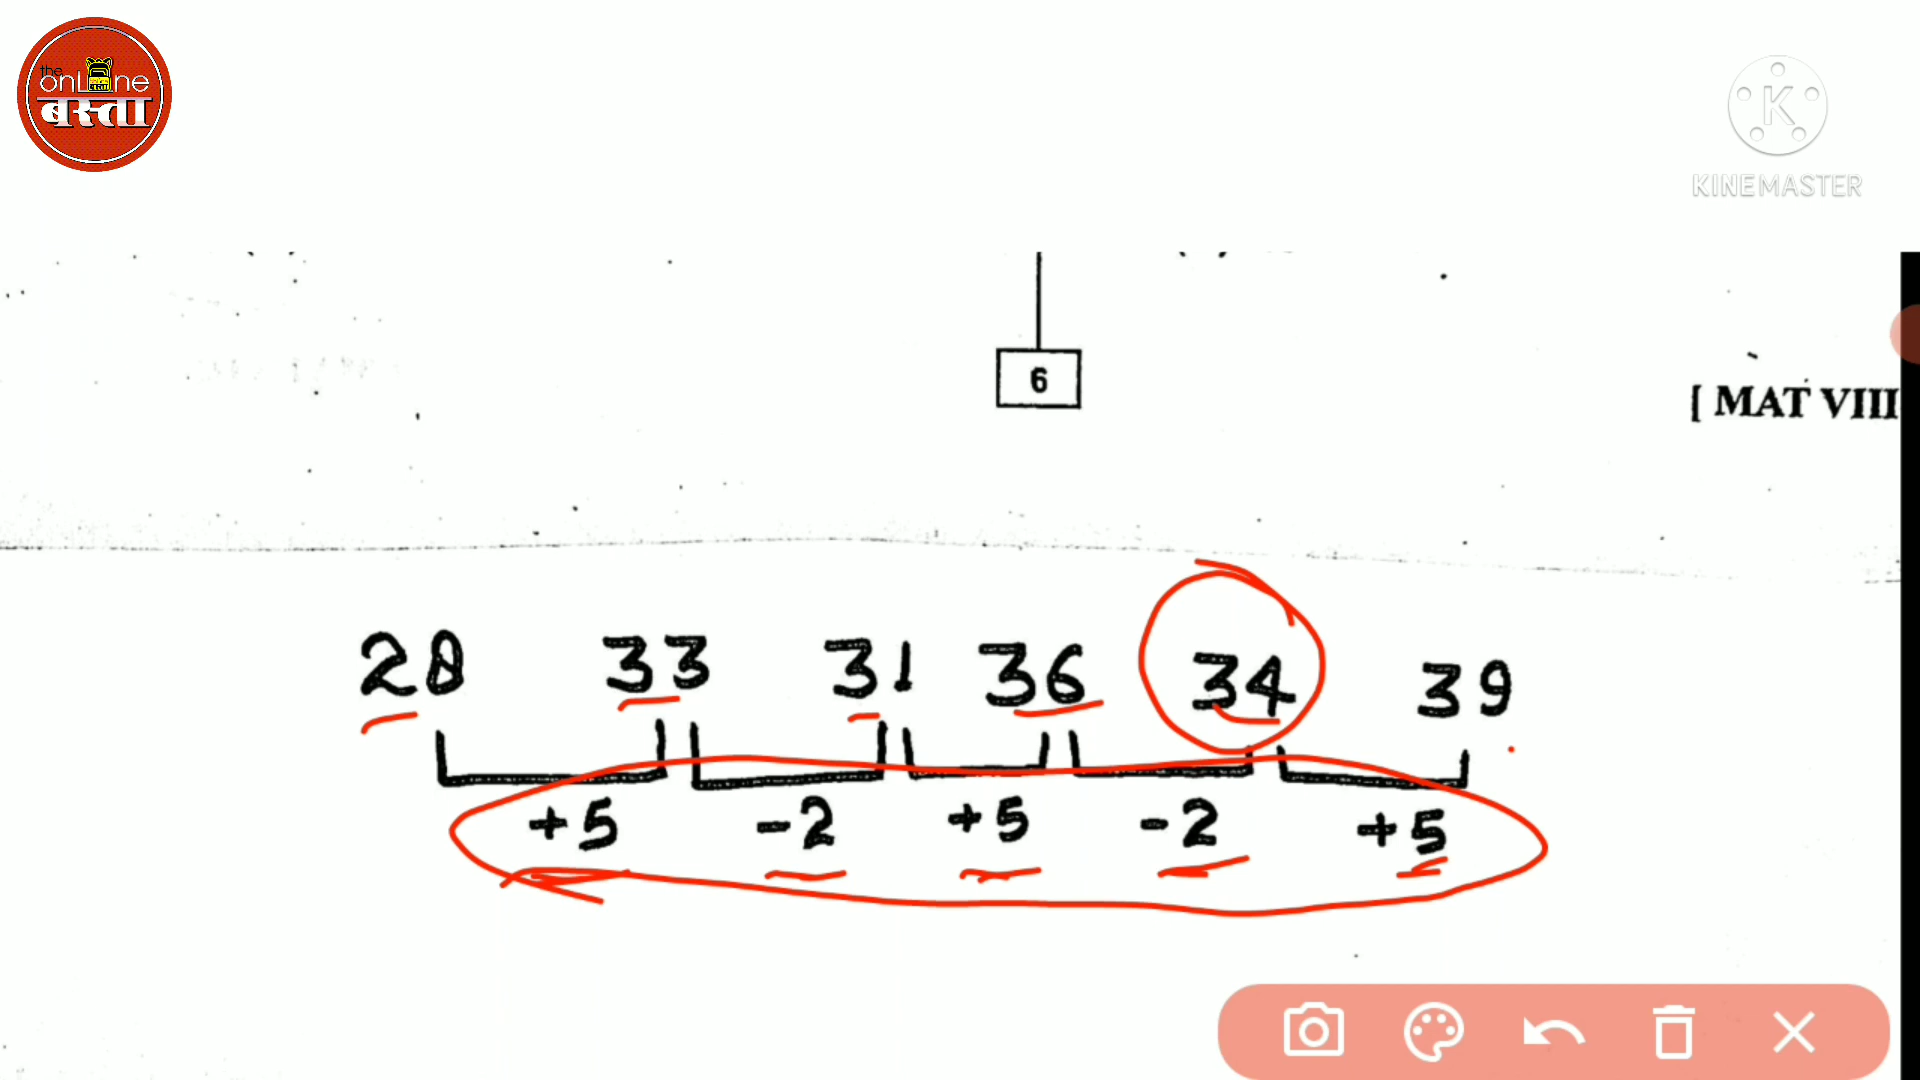 the
onLine
बस्ता
K
KINEMASTER
6
[ MAT VIII
28 33 31 36 34 39
+5 -2 +5 -2 +5